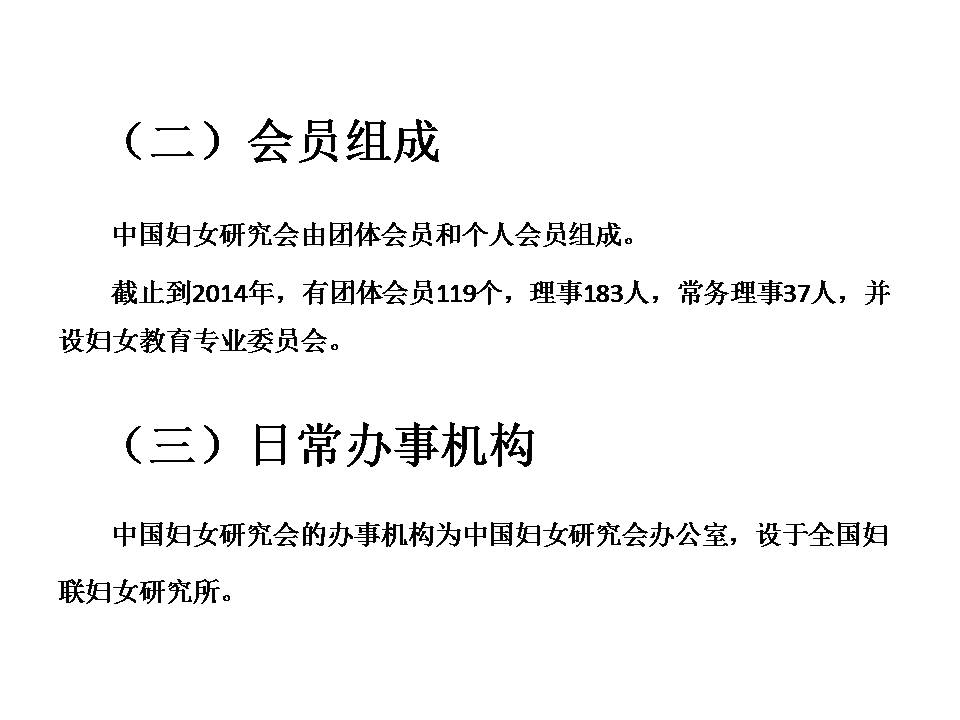 （二）会员组成
中国妇女研究会由团体会员和个人会员组成。
截止到2014年，有团体会员119个，理事183人，常务理事37人，并
设妇女教育专业委员会。
（三）日常办事机构
中国妇女研究会的办事机构为中国妇女研究会办公室，设于全国妇
联妇女研究所。